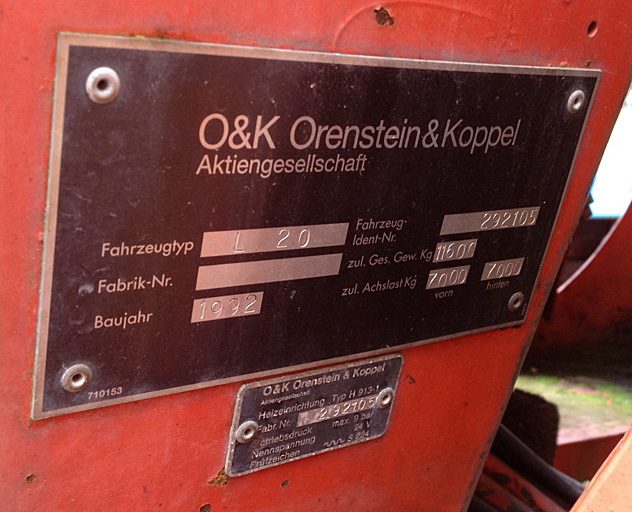 O&K Orenstein&Koppel
Aktiengesellschaft
Fahrzeugtyp L 20
Fabrik-Nr.
Baujahr 1992
Fahrzeug-
Ident-Nr. 292105
zul. Ges. Gew. Kg 11600
zul. Achslast Kg 7000 7000
vorn hinten
710153
O&K Orenstein & Koppel
Aktiengesellschaft
Heizeinrichtung Typ H 913-1
Fabr. Nr. 292105
Betriebsdruck max. 9 bar
Nennspannung 24 V
Prüfzeichen S 224